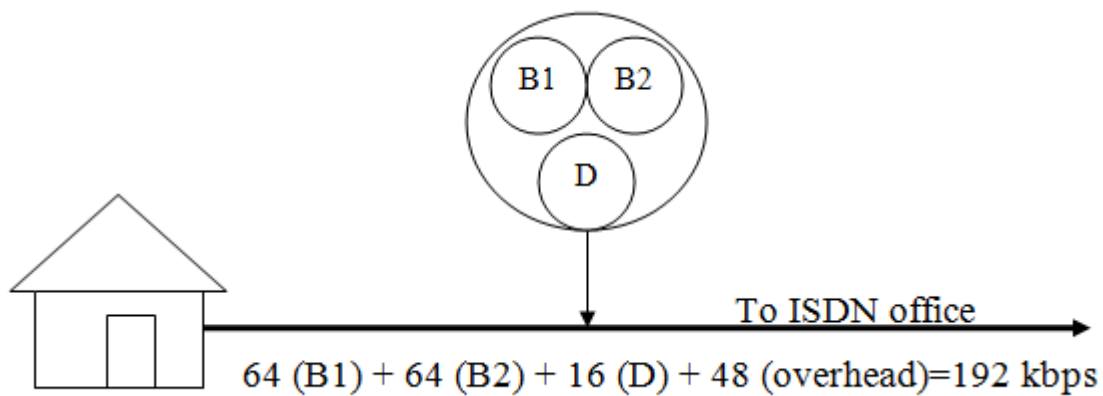 B1 B2
D
To ISDN office
64 (B1) + 64 (B2) + 16 (D) + 48 (overhead)=192 kbps